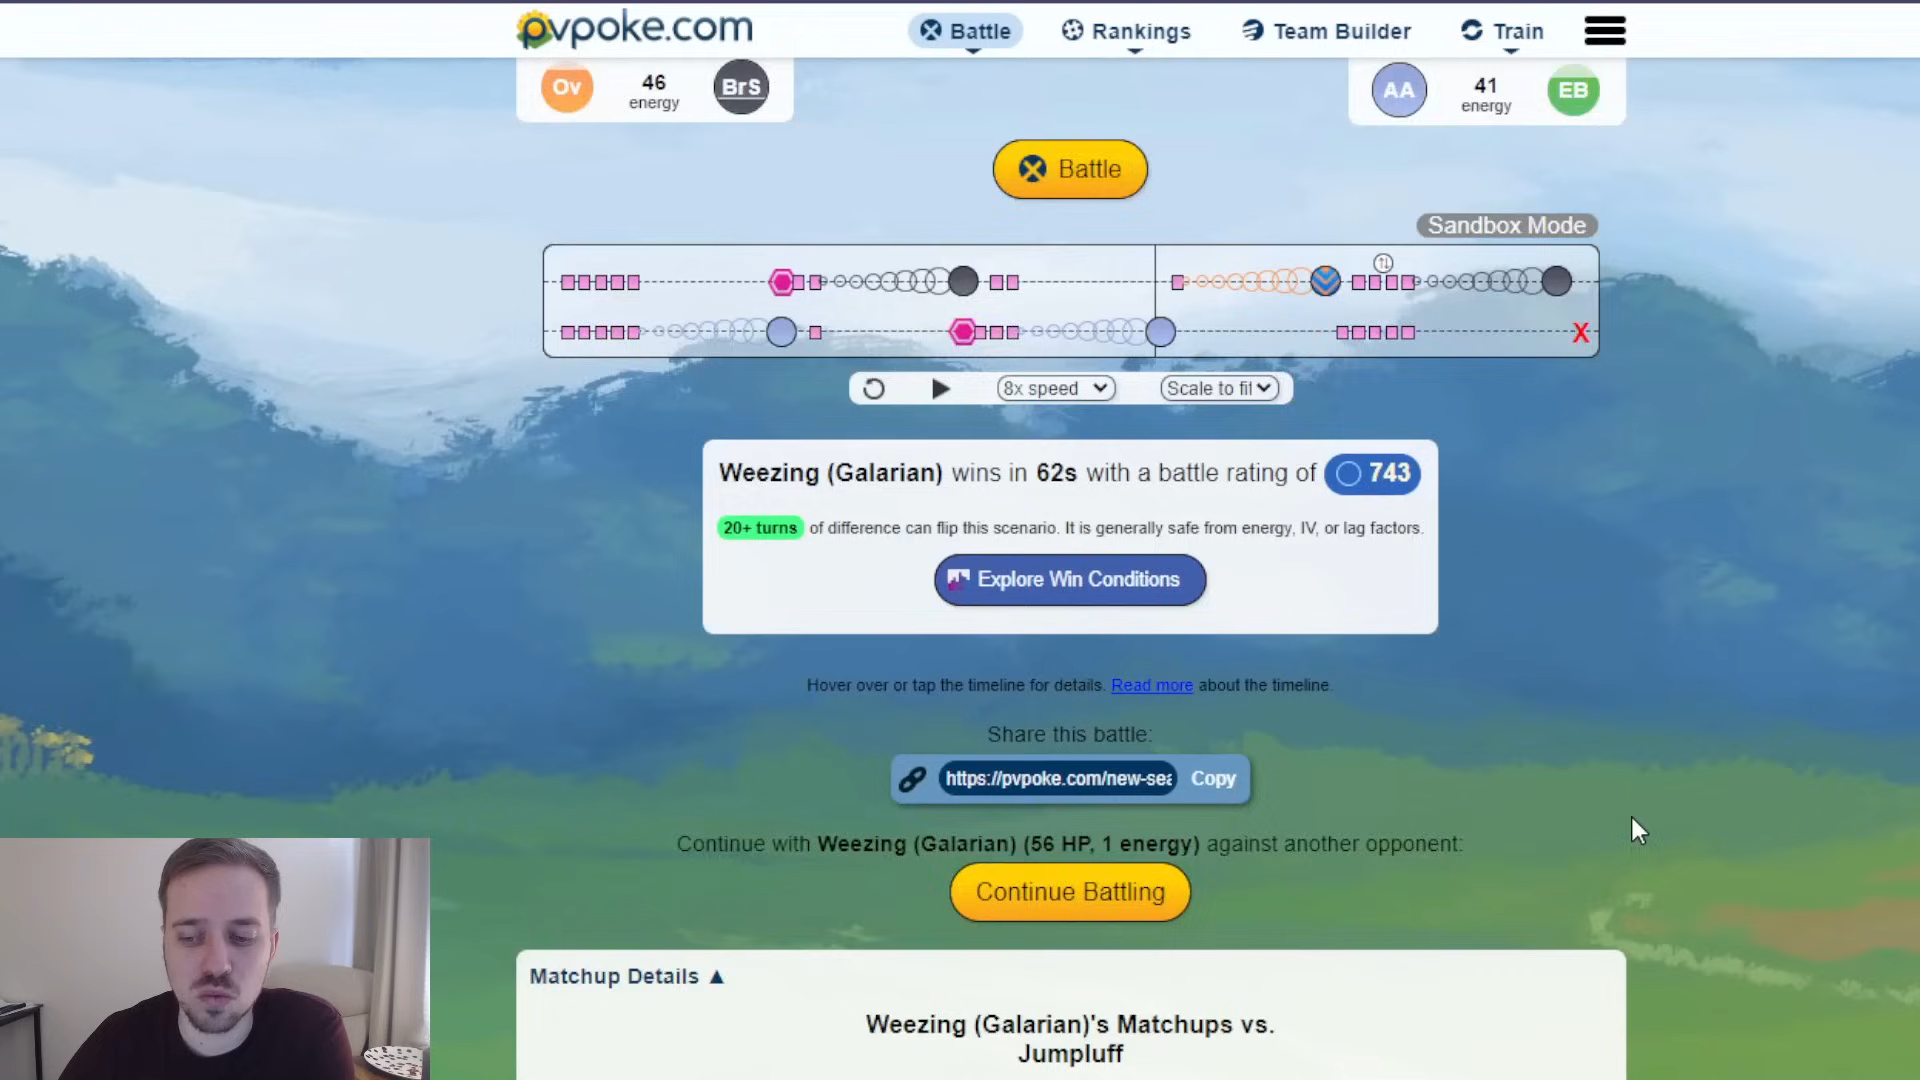 pvpoke.com
Battle
Rankings
Team Builder
Train
Ov
46
energy
BrS
AA
41
energy
EB
Battle
Sandbox Mode
X
8x speed
Scale to fit
Weezing (Galarian) wins in 62s with a battle rating of 743
20+ turns of difference can flip this scenario. It is generally safe from energy, IV, or lag factors.
Explore Win Conditions
Hover over or tap the timeline for details. Read more about the timeline.
Share this battle:
https://pvpoke.com/new-sea
Copy
Continue with Weezing (Galarian) (56 HP, 1 energy) against another opponent:
Continue Battling
Matchup Details ▲
Weezing (Galarian)'s Matchups vs.
Jumpluff